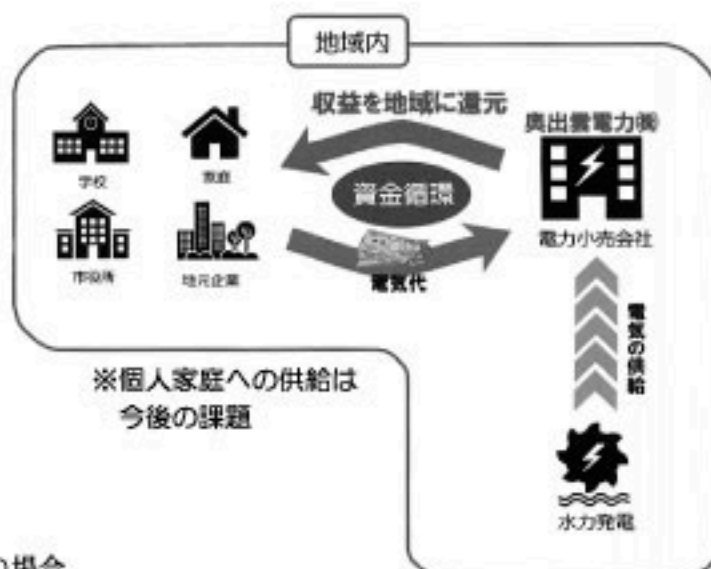 地域内
収益を地域に還元
奥出雲電力㈱
学校
家庭
資金循環
電力小売会社
市役所
地元企業
電気代
電気の供給
※個人家庭への供給は
今後の課題
水力発電
の場合